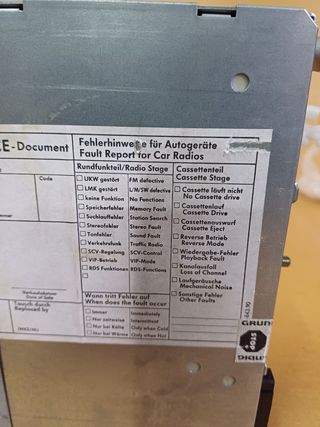 E-Document
Fehlerhinweise für Autogeräte
Fault Report for Car Radios
Code
Rundfunkteil/Radio Stage
UKW gestört FM defective
LMK gestört L/M/SW defective
keine Funktion No Functions
Speicherfehler Memory Fault
Suchlauffehler Station Search
Stereofehler Stereo Fault
Tonfehler Sound Fault
Verkehrsfunk Traffic Radio
SCV-Regelung SCV-Control
VIP-Betrieb VIP-Mode
RDS Funktionen RDS-Functions
Wann tritt Fehler auf
When does the fault occur
Immer Immediately
Nur zeitweise Intermittent
Nur bei Kälte Only when Cold
Nur bei Wärme Only when Hot
Cassettenteil
Cassette Stage
Cassette läuft nicht
No Cassette Drive
Cassettenlauf
Cassette Drive
Cassettenauswurf
Cassette Eject
Reverse Betrieb
Reverse Mode
Wiedergabe-Fehler
Playback Fault
Kanalausfall
Loss of Channel
Laufgeräusche
Mechanical Noise
Sonstige Fehler
Other Faults
Verkaufsdatum
Date of Sale
Tausch durch
Replaced by
GRUN